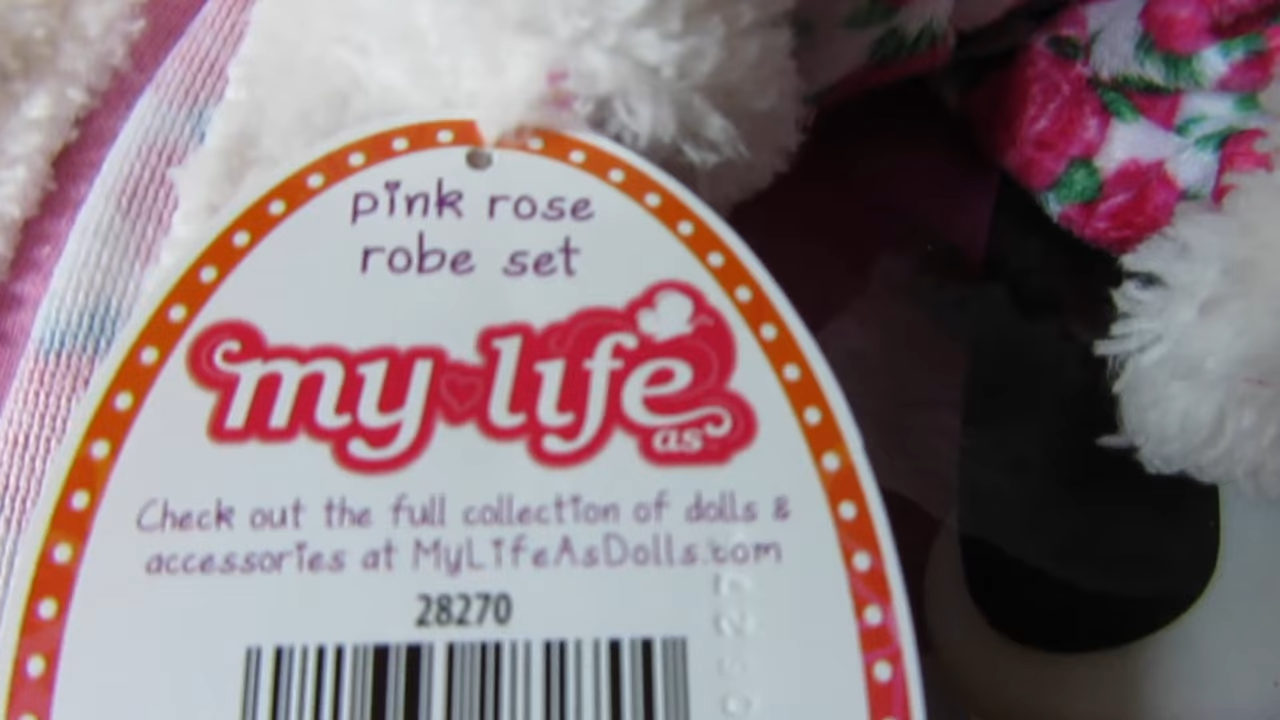 pink rose
robe set
my life
as
Check out the full collection of dolls &
accessories at MyLifeAsDolls.com
28270